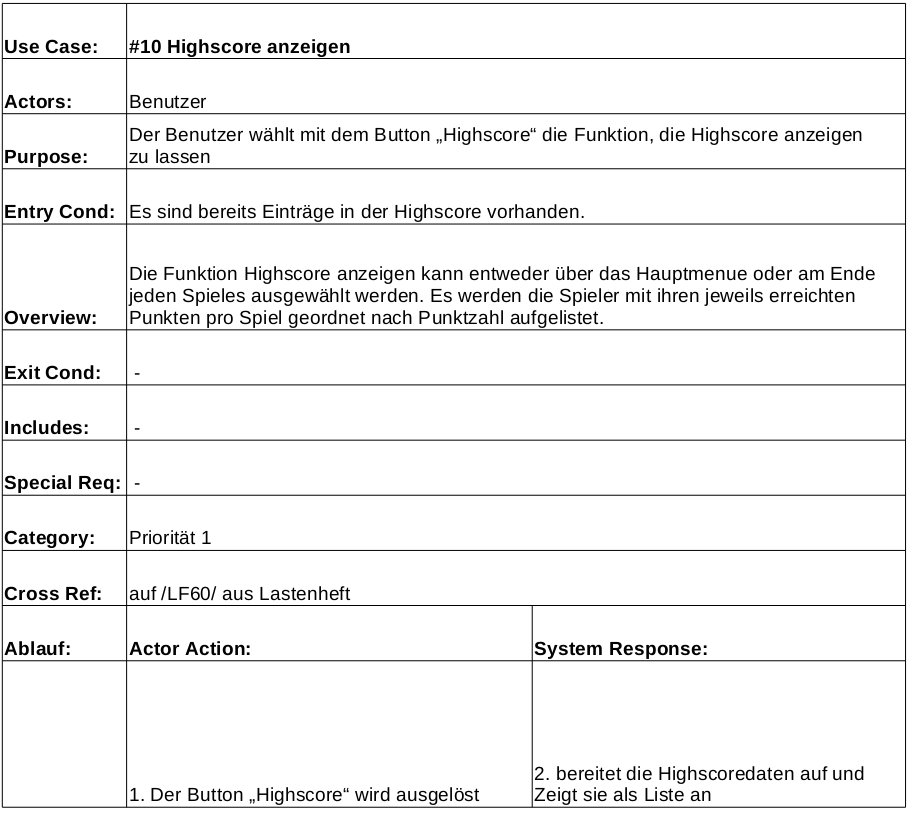 Use Case: #10 Highscore anzeigen
Actors: Benutzer
Der Benutzer wählt mit dem Button „Highscore“ die Funktion, die Highscore anzeigen
Purpose: zu lassen
Entry Cond: Es sind bereits Einträge in der Highscore vorhanden.
Die Funktion Highscore anzeigen kann entweder über das Hauptmenue oder am Ende
jeden Spieles ausgewählt werden. Es werden die Spieler mit ihren jeweils erreichten
Overview: Punkten pro Spiel geordnet nach Punktzahl aufgelistet.
Exit Cond: -
Includes: -
Special Req: -
Category: Priorität 1
Cross Ref: auf /LF60/ aus Lastenheft
Ablauf: Actor Action: System Response:
2. bereitet die Highscoredaten auf und
1. Der Button „Highscore“ wird ausgelöst Zeigt sie als Liste an